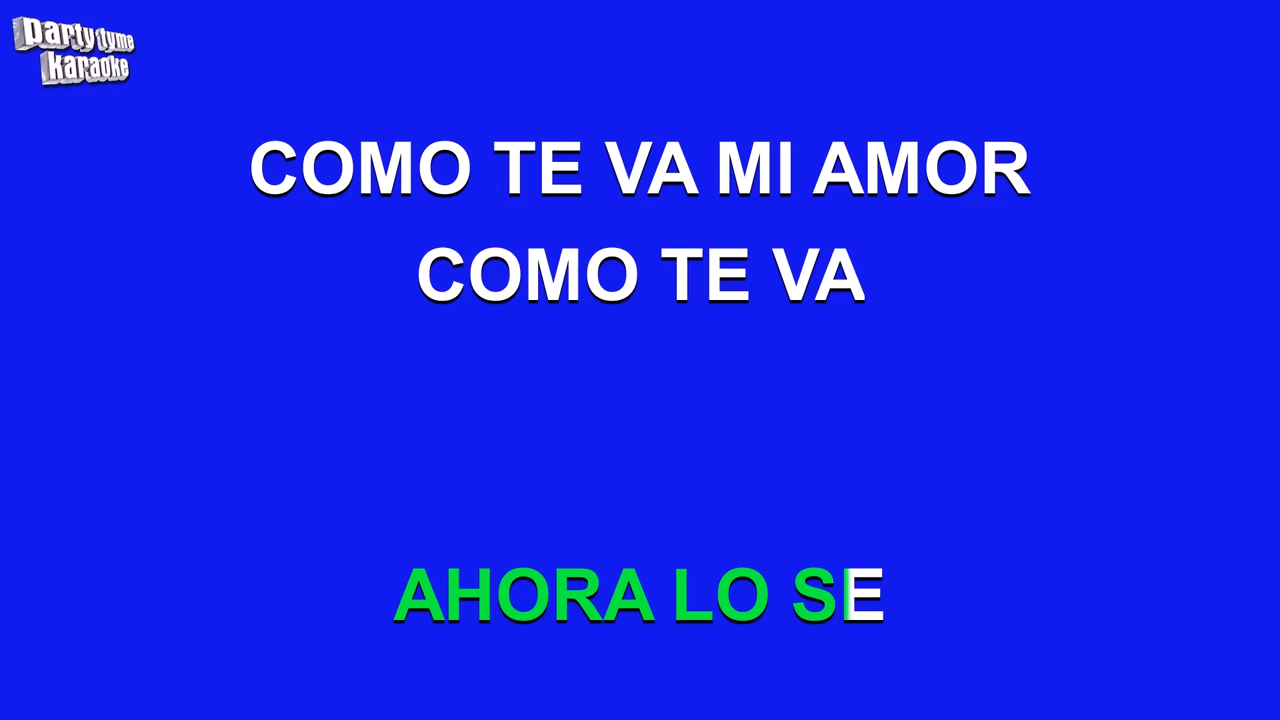 party tyme
karaoke
COMO TE VA MI AMOR
COMO TE VA
AHORA LO SE